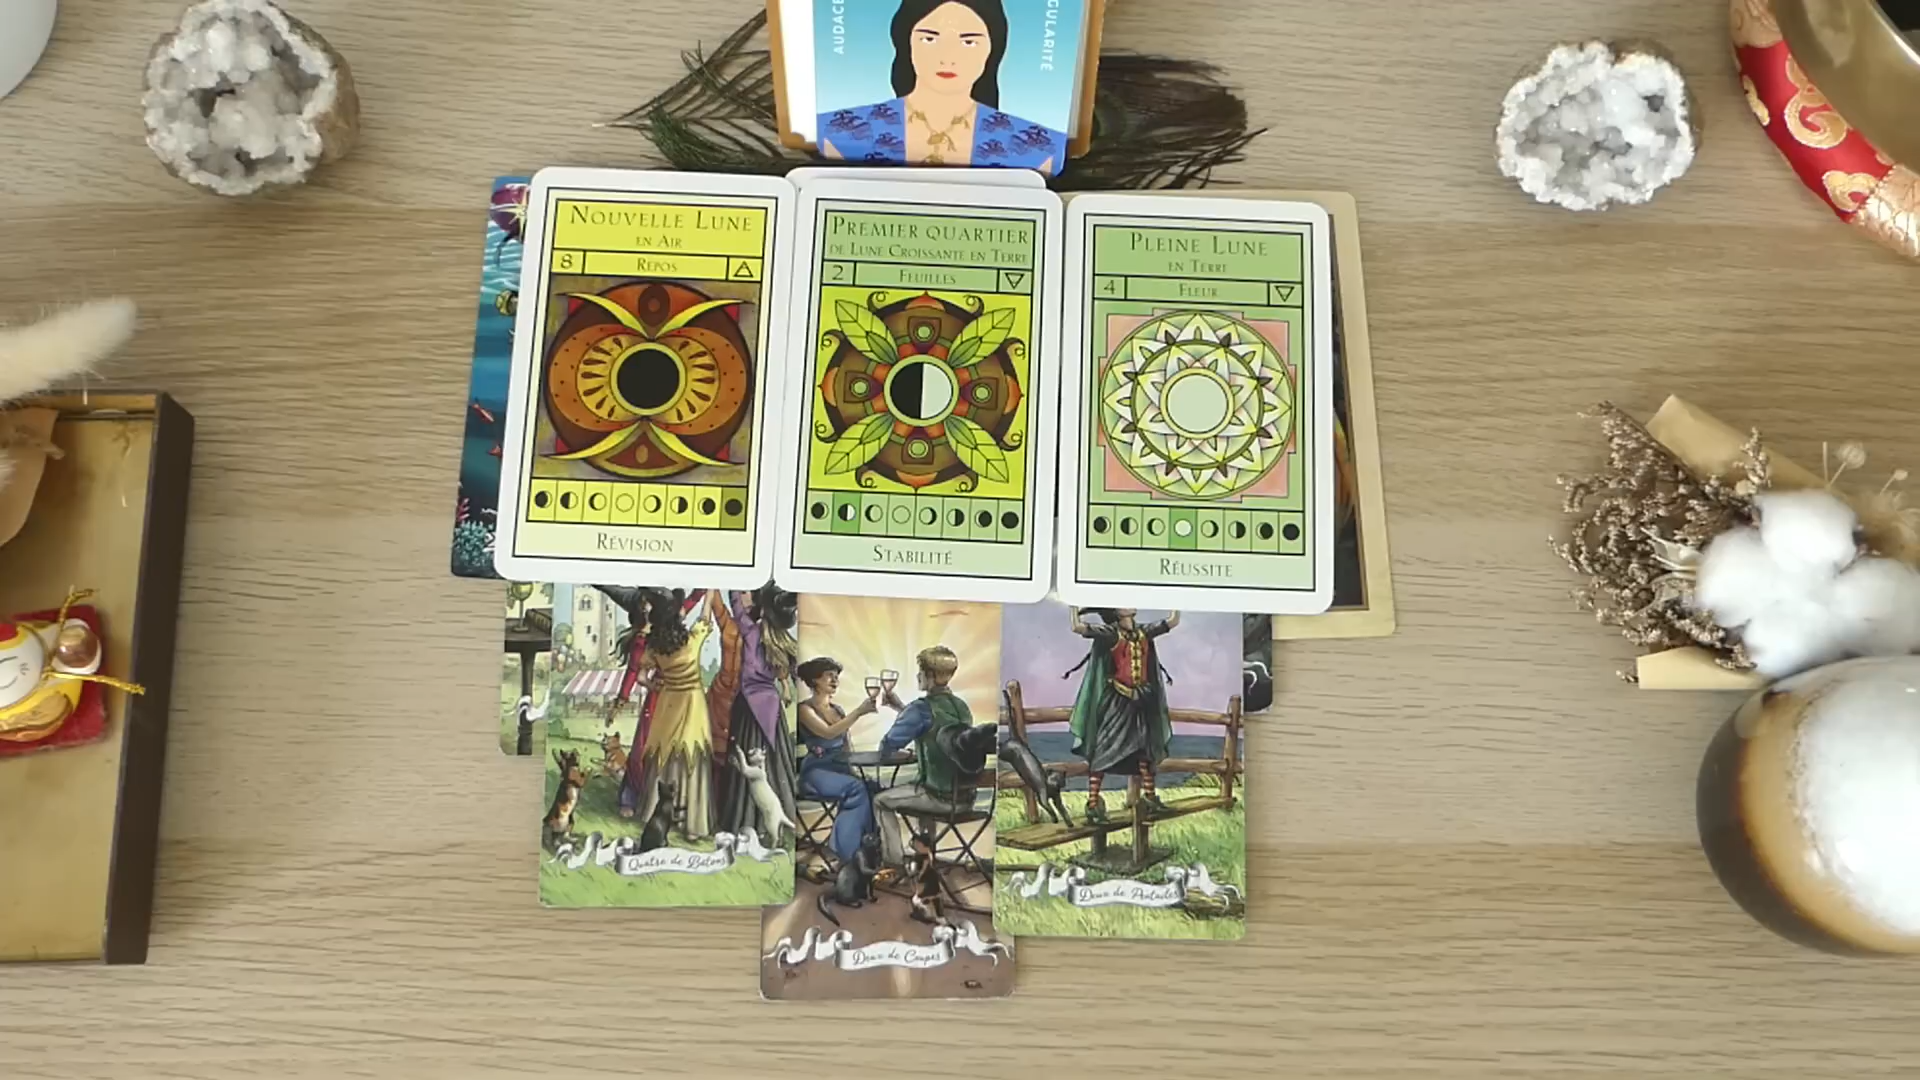 AUDACE
GULARITÉ
NOUVELLE LUNE
EN AIR
8
REPOS
RÉVISION
PREMIER QUARTIER
DE LUNE CROISSANTE EN TERRE
2
FEUILLES
STABILITÉ
PLEINE LUNE
EN TERRE
4
FLEUR
RÉUSSITE
Quatre de Bâtons
Deux de Coupes
Deux de Pentacles